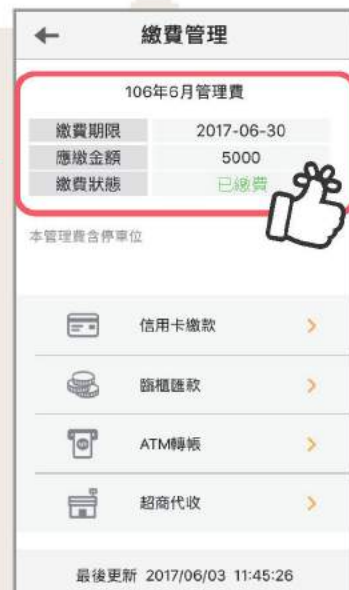 繳費管理
106年6月管理費
繳費期限 2017-06-30
應繳金額 5000
繳費狀態 已繳費
本管理費含停車位
信用卡繳款
臨櫃匯款
ATM轉帳
超商代收
最後更新 2017/06/03 11:45:26